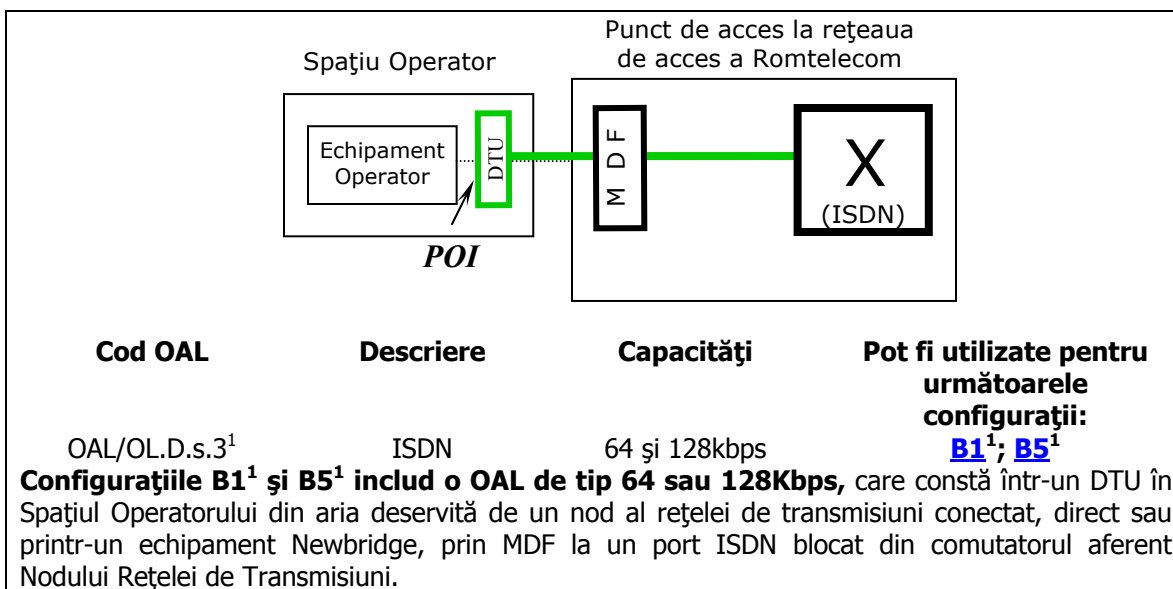 Punct de acces la reţeaua
de acces a Romtelecom
Spaţiu Operator
Echipament
Operator
DTU
MDF
X
(ISDN)
POI
Cod OAL Descriere Capacităţi Pot fi utilizate pentru
următoarele
configuraţii:
OAL/OL.D.s.3¹ ISDN 64 şi 128kbps B1¹; B5¹
Configuraţiile B1¹ şi B5¹ includ o OAL de tip 64 sau 128Kbps, care constă într-un DTU în
Spaţiul Operatorului din aria deservită de un nod al reţelei de transmisiuni conectat, direct sau
printr-un echipament Newbridge, prin MDF la un port ISDN blocat din comutatorul aferent
Nodului Reţelei de Transmisiuni.